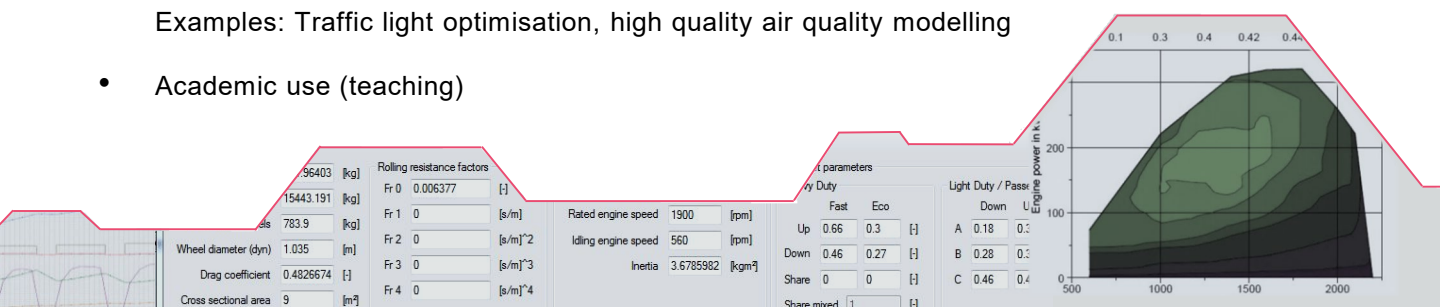 Examples: Traffic light optimisation, high quality air quality modelling
• Academic use (teaching)
0.1 0.3 0.4 0.42
200
100
0
500 1000 1500 2000
Engine power in
[kg]
15443.191 [kg]
783.9 [kg]
Wheel diameter (dyn) 1.035 [m]
Drag coefficient 0.4826674 [-]
Cross sectional area 9 [m²]
Rolling resistance factors
Fr 0 0.006377 [-]
Fr 1 0 [s/m]
Fr 2 0 [s/m]^2
Fr 3 0 [s/m]^3
Fr 4 0 [s/m]^4
Rated engine speed 1900 [rpm]
Idling engine speed 560 [rpm]
Inertia 3.6785982 [kgm²]
parameters
Duty
Fast Eco
Up 0.66 0.3 [-]
Down 0.46 0.27 [-]
Share 0 0 [-]
Share mixed 1 [-]
Light Duty /
Down
A 0.18
B 0.28
C 0.46